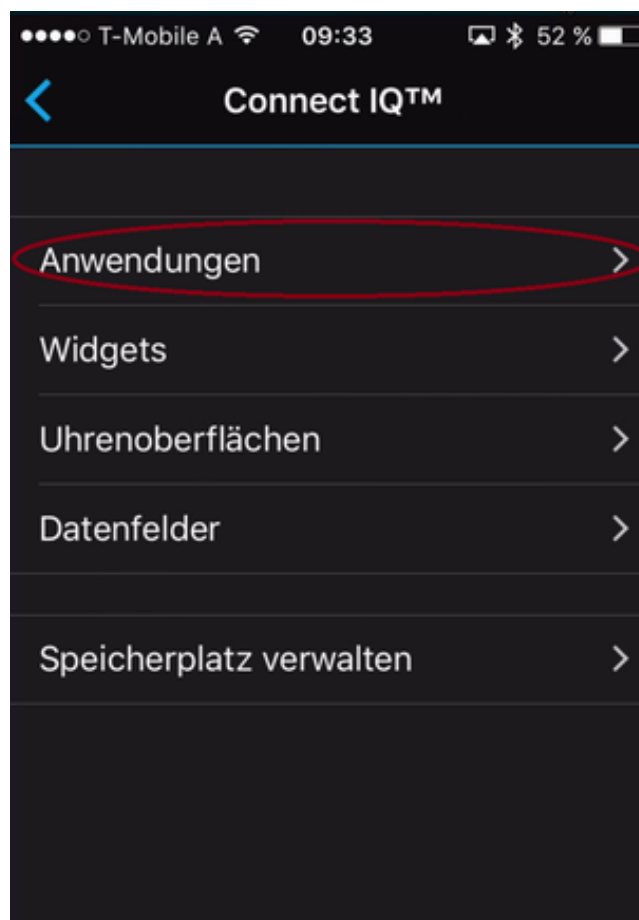 T-Mobile A 09:33 52 %
Connect IQ™
Anwendungen
Widgets
Uhrenoberflächen
Datenfelder
Speicherplatz verwalten